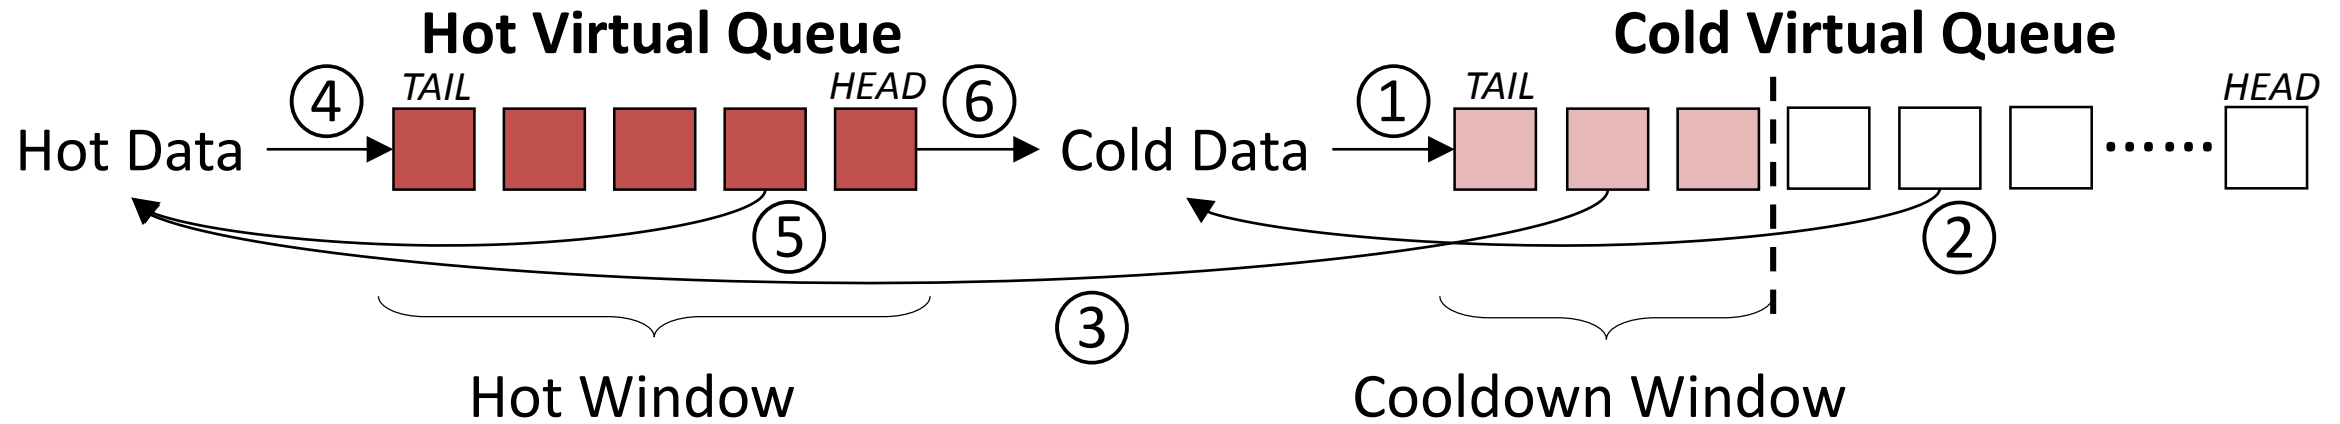 Hot Virtual Queue
Cold Virtual Queue
④ TAIL HEAD ⑥ ① TAIL HEAD
Hot Data Cold Data ......
⑤ ②
③
Hot Window Cooldown Window